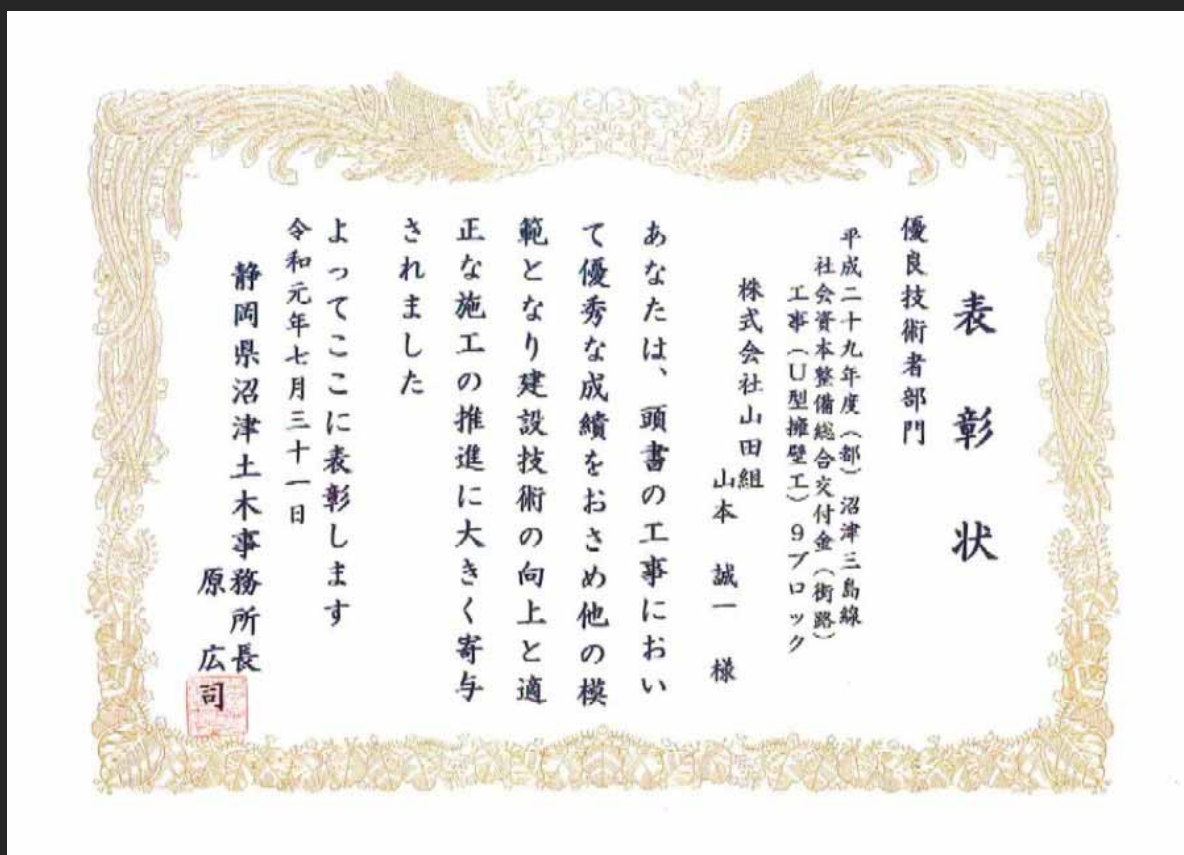 表彰状
優良技術者部門
平成二十九年度（都）沼津三島線
社会資本整備総合交付金（街路）
工事（U型擁壁工）9ブロック
株式会社山田組
山本 誠一 様
あなたは、頭書の工事におい
て優秀な成績をおさめ他の模
範となり建設技術の向上と適
正な施工の推進に大きく寄与
されました
よってここに表彰します
令和元年七月三十一日
静岡県沼津土木事務所長
原 広司